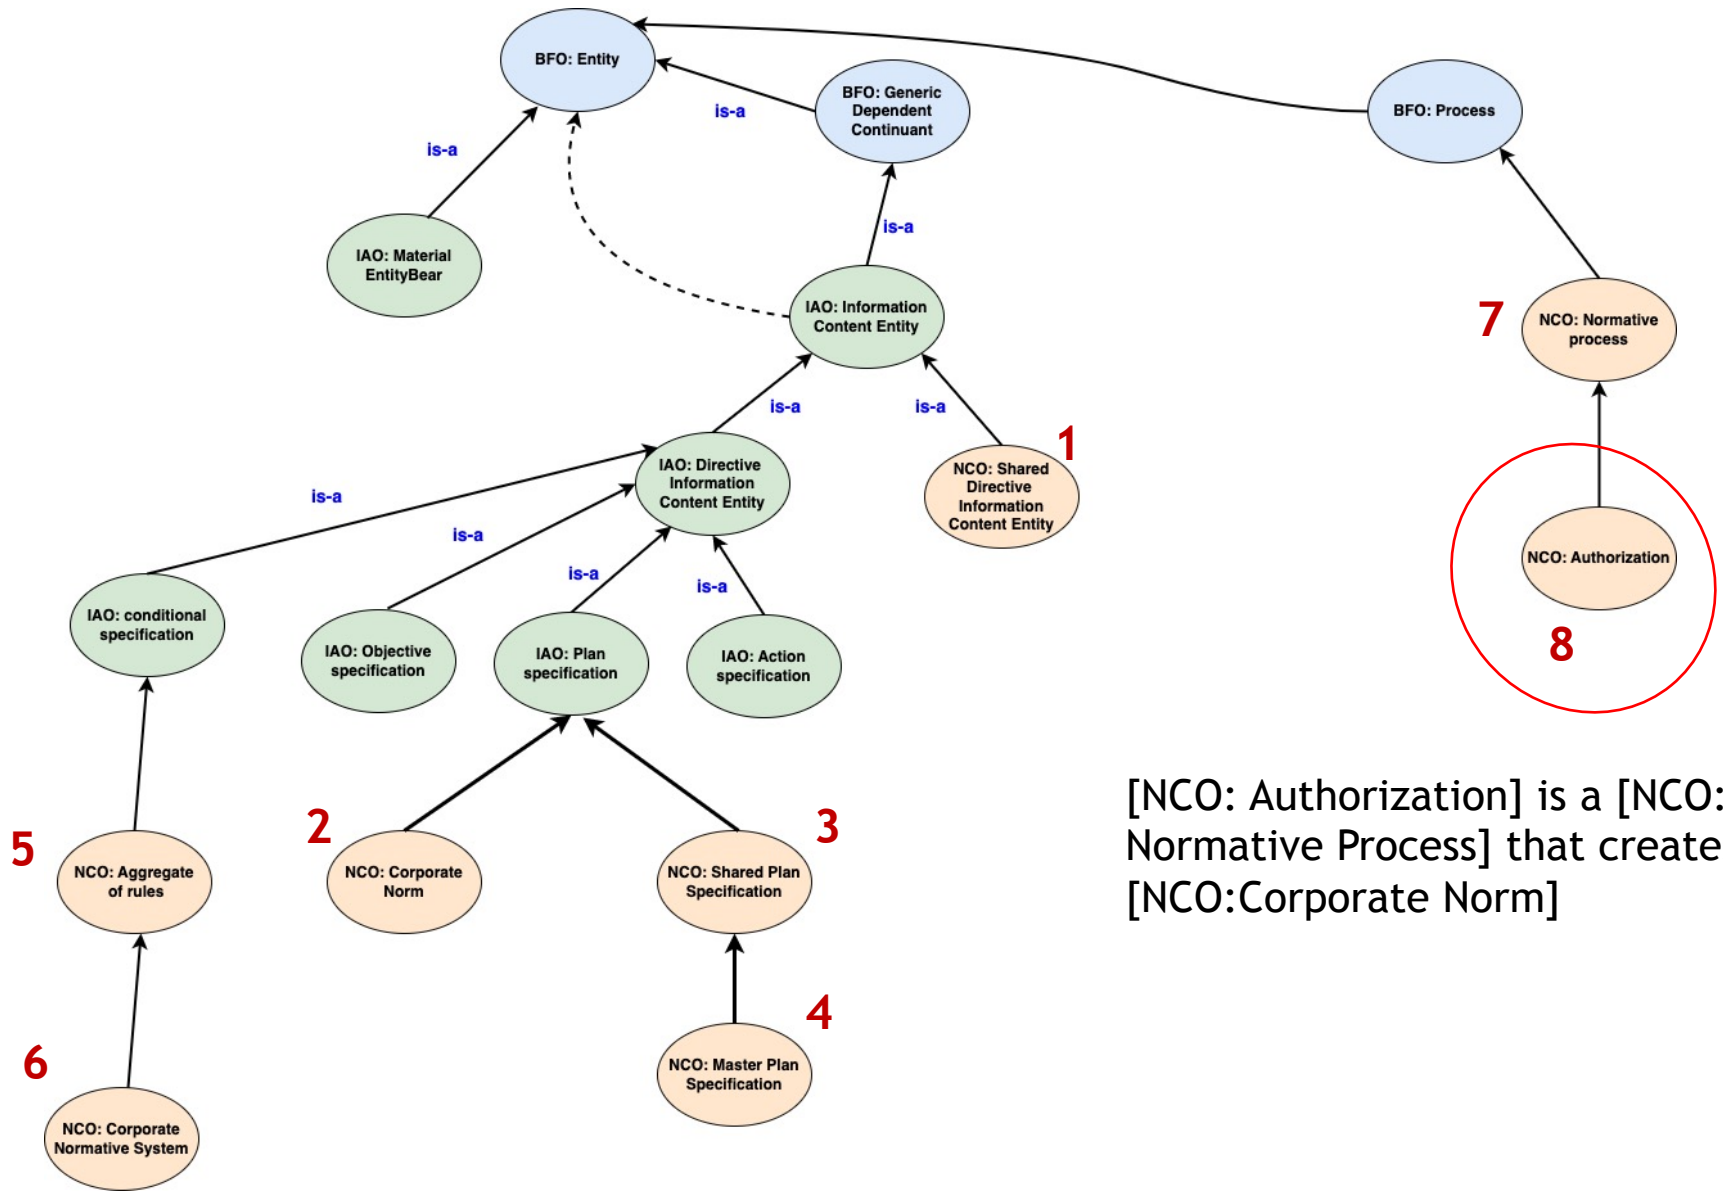 BFO: Entity
BFO: Generic
Dependent
Continuant
BFO: Process
is-a
is-a
IAO: Material
EntityBear
is-a
IAO: Information
Content Entity
7
NCO: Normative
process
is-a
is-a
1
IAO: Directive
Information
Content Entity
NCO: Shared
Directive
Information
Content Entity
is-a
is-a
is-a
is-a
NCO: Authorization
8
IAO: conditional
specification
IAO: Objective
specification
IAO: Plan
specification
IAO: Action
specification
[NCO: Authorization] is a [NCO:
Normative Process] that create
[NCO:Corporate Norm]
5
NCO: Aggregate
of rules
2
NCO: Corporate
Norm
3
NCO: Shared Plan
Specification
4
NCO: Master Plan
Specification
6
NCO: Corporate
Normative System